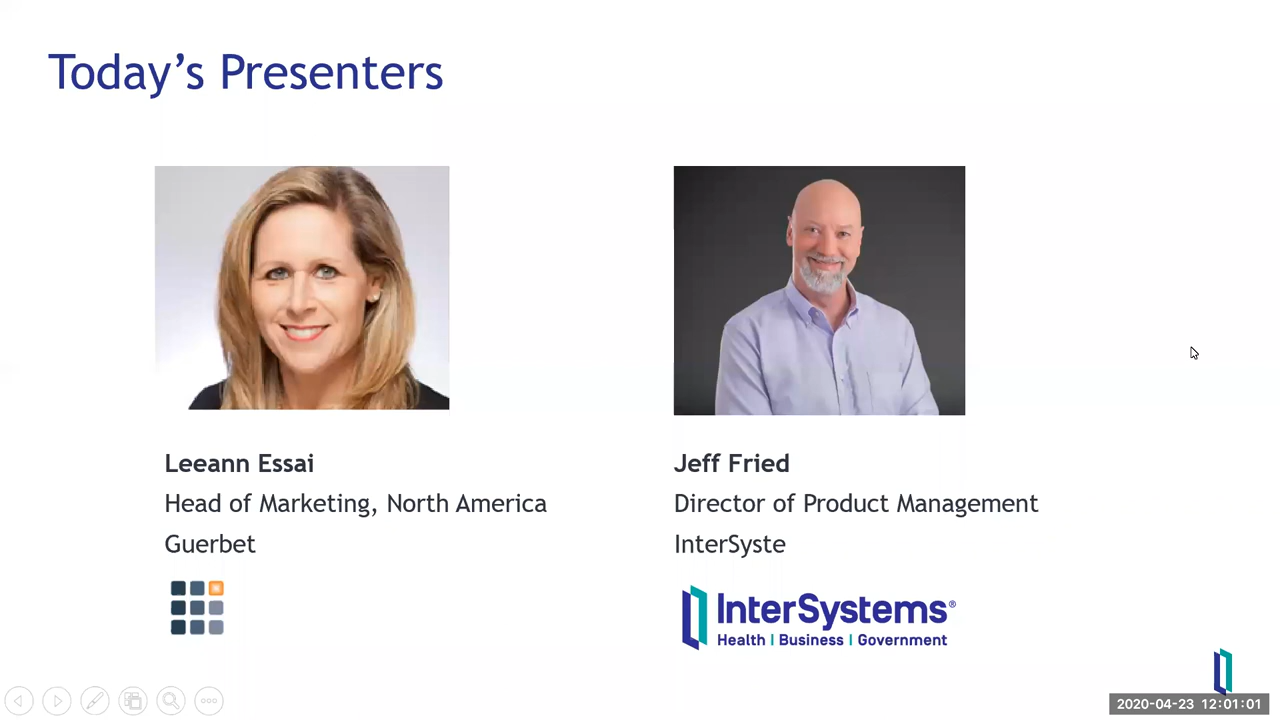 Today's Presenters
Leeann Essai
Head of Marketing, North America
Guerbet
Jeff Fried
Director of Product Management
InterSyste
InterSystems®
Health | Business | Government
2020-04-23 12:01:01